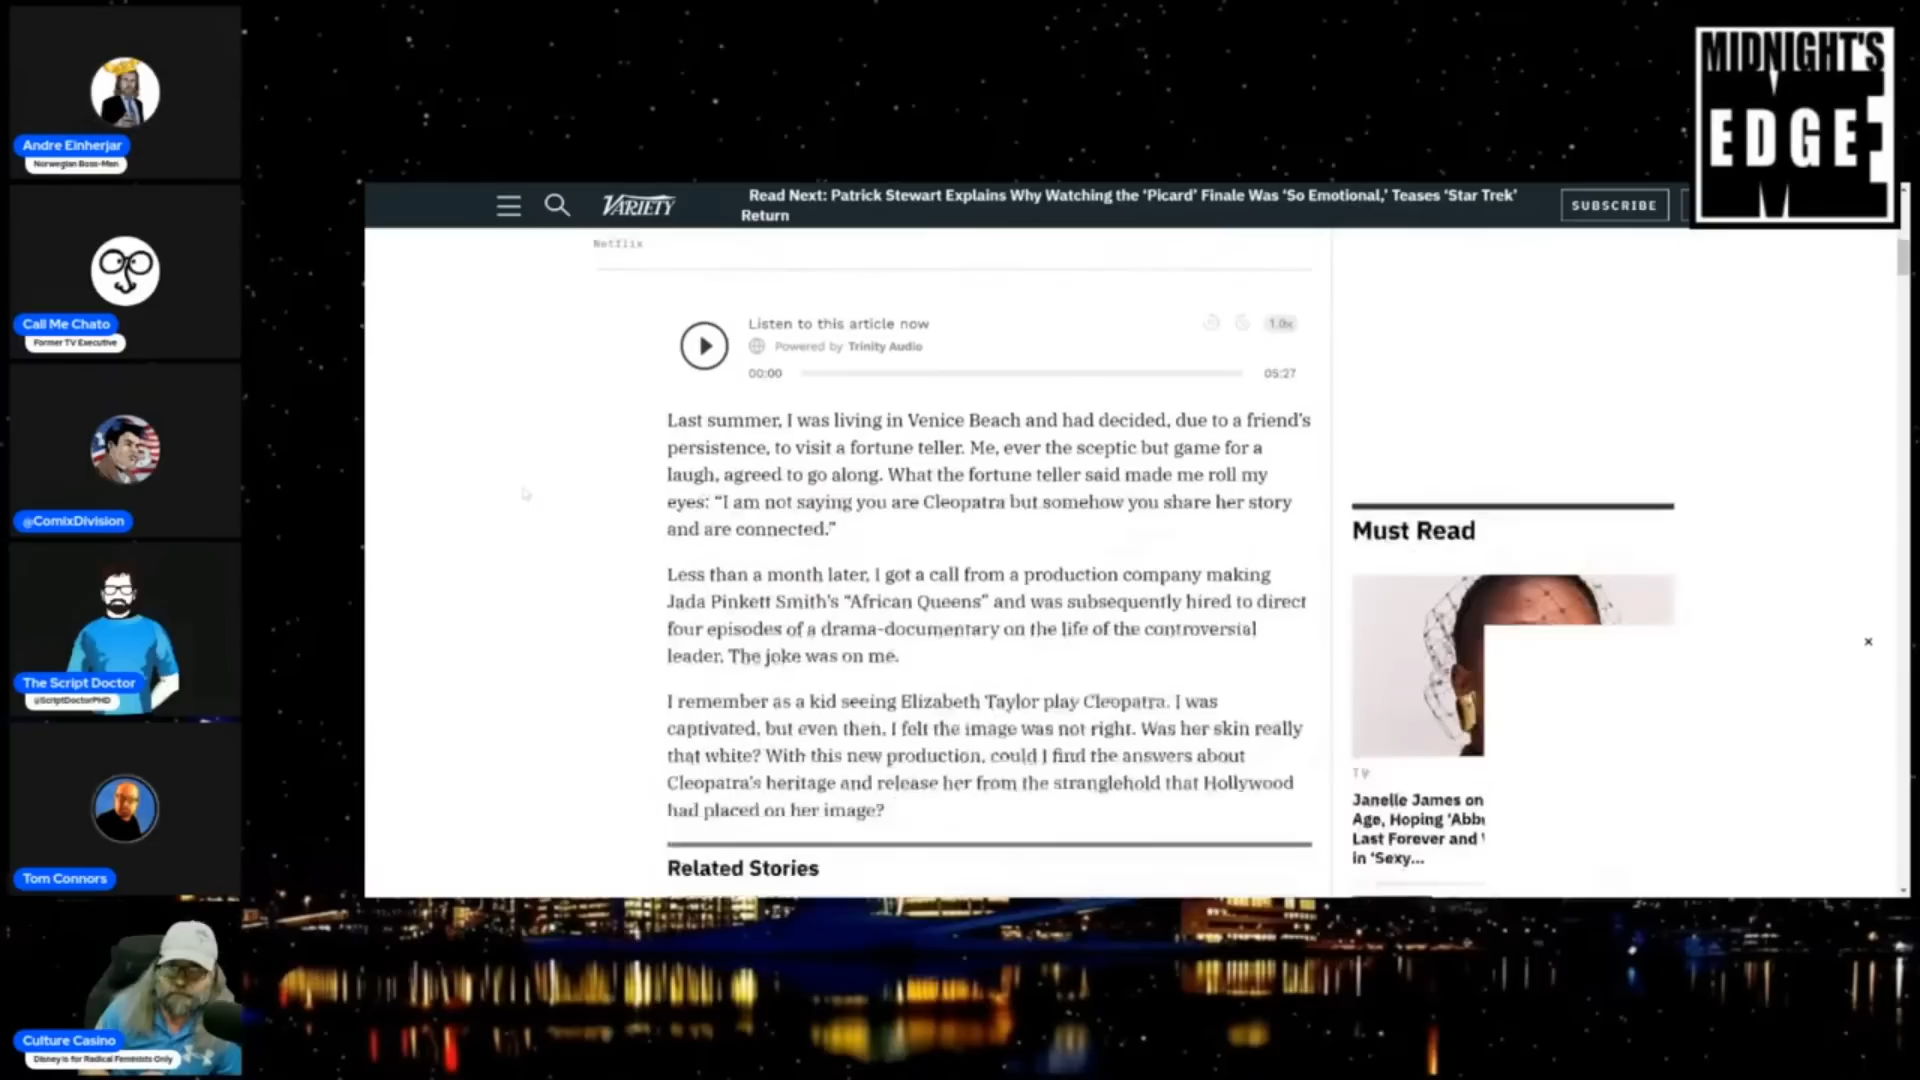 Andre Einherjar
Norwegian Boss-Man
Call Me Chato
Former TV Executive
@ComixDivision
The Script Doctor
@ScriptDoctorPHD
Tom Connors
Culture Casino
Disney is for Radical Feminists Only
MIDNIGHT'S
EDGE
VARIETY
Read Next: Patrick Stewart Explains Why Watching the ‘Picard’ Finale Was ‘So Emotional,’ Teases ‘Star Trek’
Return
SUBSCRIBE
Netflix
Listen to this article now
1.0x
Powered by Trinity Audio
00:00
05:27
Last summer, I was living in Venice Beach and had decided, due to a friend’s
persistence, to visit a fortune teller. Me, ever the sceptic but game for a
laugh, agreed to go along. What the fortune teller said made me roll my
eyes: “I am not saying you are Cleopatra but somehow you share her story
and are connected.”
Less than a month later, I got a call from a production company making
Jada Pinkett Smith’s “African Queens” and was subsequently hired to direct
four episodes of a drama-documentary on the life of the controversial
leader. The joke was on me.
I remember as a kid seeing Elizabeth Taylor play Cleopatra. I was
captivated, but even then, I felt the image was not right. Was her skin really
that white? With this new production, could I find the answers about
Cleopatra’s heritage and release her from the stranglehold that Hollywood
had placed on her image?
Related Stories
Must Read
TV
Janelle James on
Age, Hoping ‘Abb
Last Forever and
in ‘Sexy...